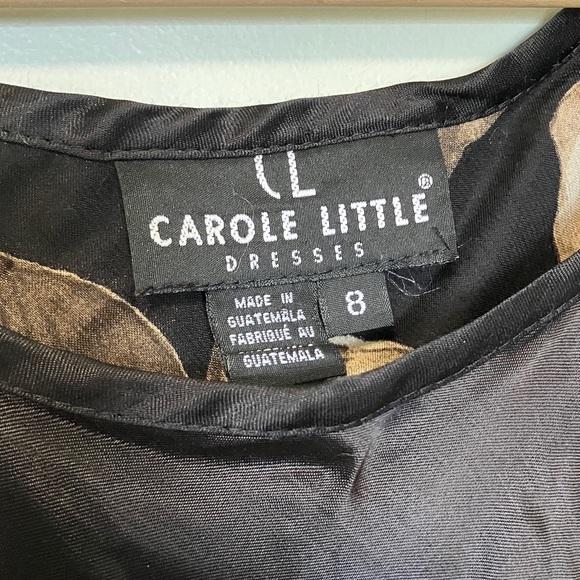 CL
CAROLE LITTLE®
DRESSES
MADE IN
GUATEMALA
FABRIQUÉ AU
GUATEMALA
8